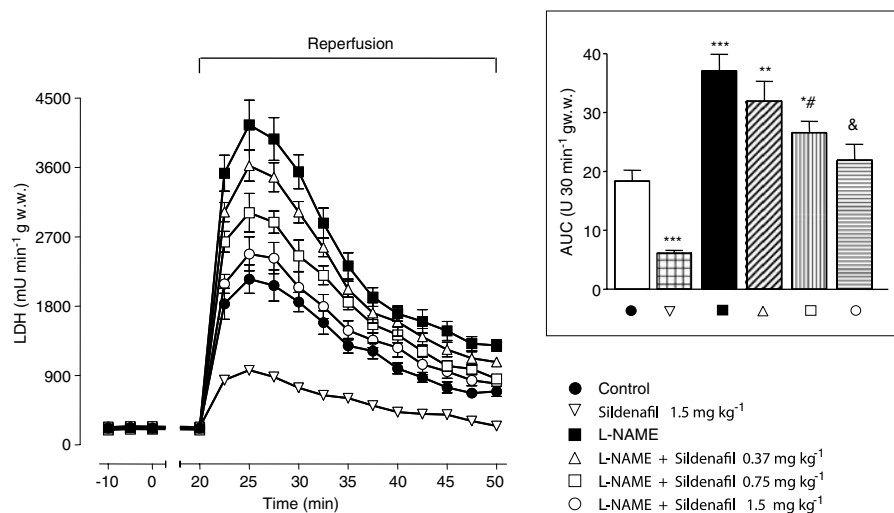 Reperfusion
4500
3600
2700
1800
900
0
LDH (mU min-1 g w.w.)
-10 0 20 25 30 35 40 45 50
Time (min)
40
30
20
10
0
AUC (U 30 min-1 gw.w.)
***
***
**
*#
&
Control
Sildenafil 1.5 mg kg-1
L-NAME
L-NAME + Sildenafil 0.37 mg kg-1
L-NAME + Sildenafil 0.75 mg kg-1
L-NAME + Sildenafil 1.5 mg kg-1